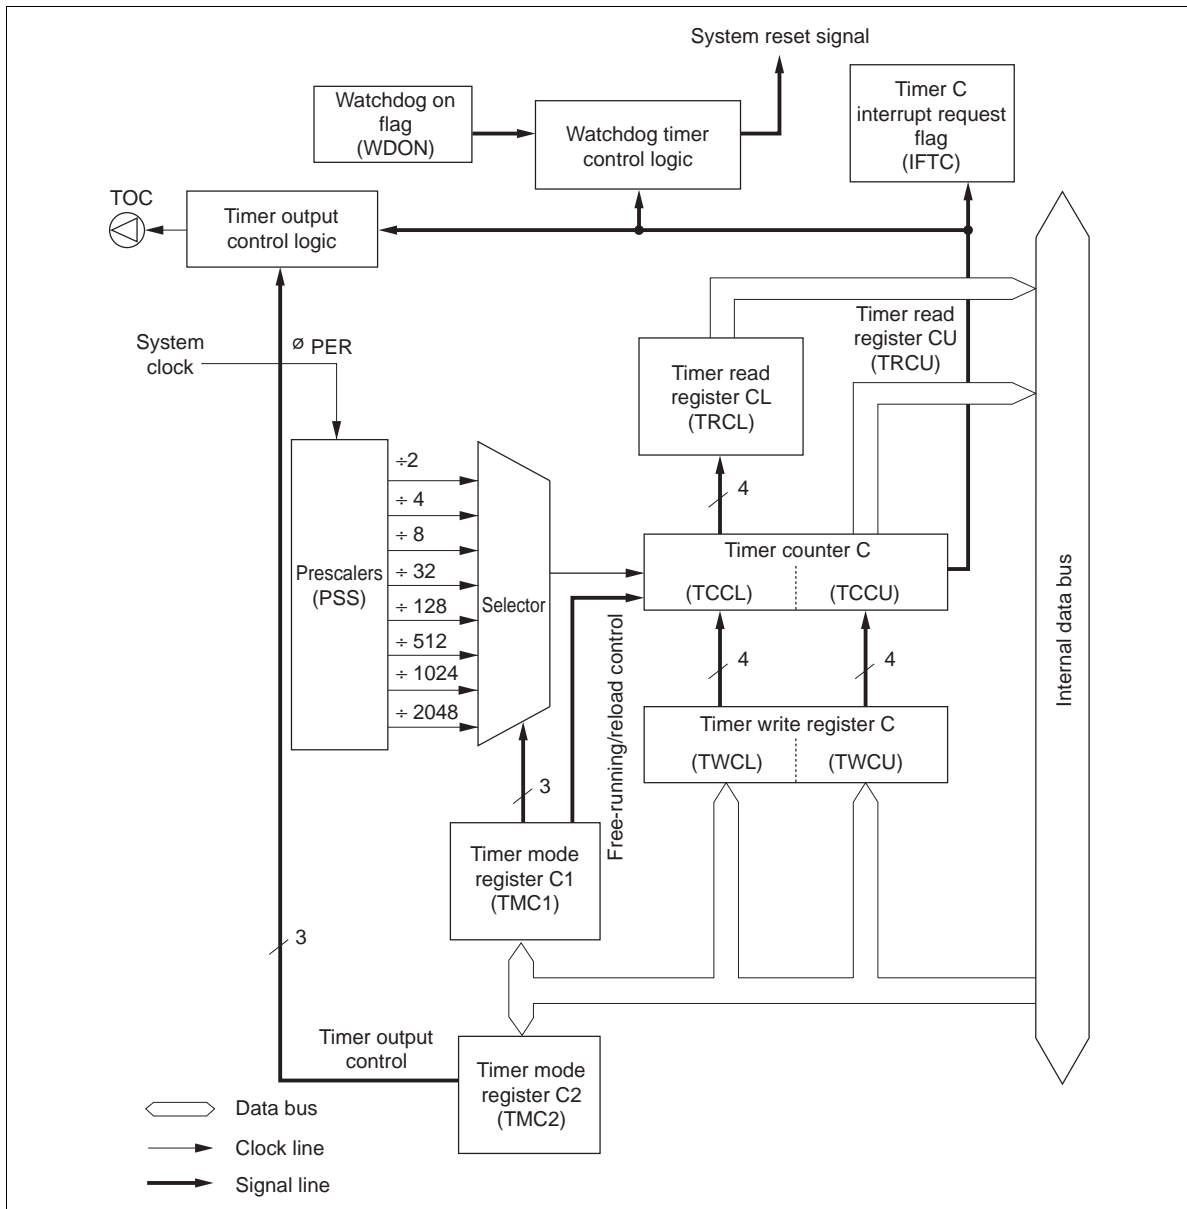 System reset signal
Watchdog on
flag
(WDON)
Watchdog timer
control logic
Timer C
interrupt request
flag
(IFTC)
TOC
Timer output
control logic
System
clock
ø PER
Timer read
register CL
(TRCL)
Timer read
register CU
(TRCU)
Prescalers
(PSS)
÷2
÷ 4
÷ 8
÷ 32
÷ 128
÷ 512
÷ 1024
÷ 2048
Selector
4
Timer counter C
(TCCL)
(TCCU)
Free-running/reload control
4
4
Timer write register C
(TWCL)
(TWCU)
Internal data bus
3
Timer mode
register C1
(TMC1)
3
Timer output
control
Timer mode
register C2
(TMC2)
Data bus
Clock line
Signal line